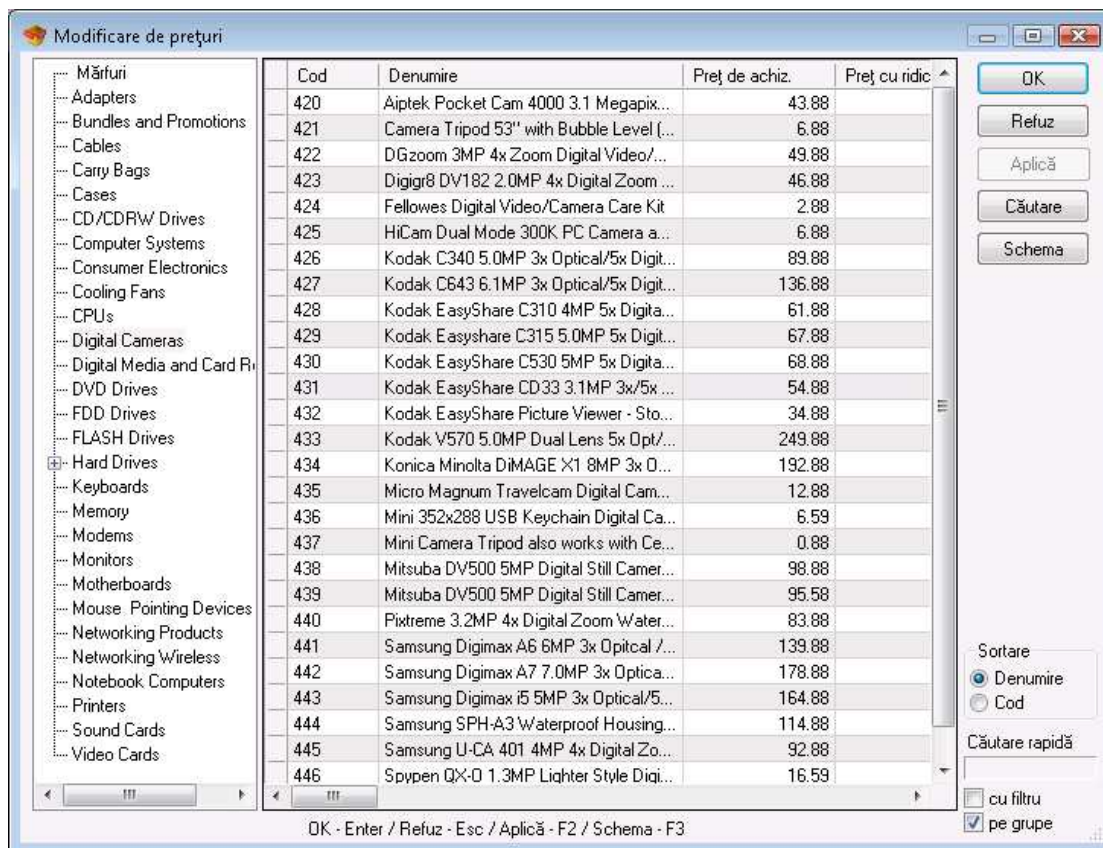 Modificare de prețuri
Mărfuri
Adapters
Bundles and Promotions
Cables
Carry Bags
Cases
CD/CDRW Drives
Computer Systems
Consumer Electronics
Cooling Fans
CPUs
Digital Cameras
Digital Media and Card R
DVD Drives
FDD Drives
FLASH Drives
Hard Drives
Keyboards
Memory
Modems
Monitors
Motherboards
Mouse Pointing Devices
Networking Products
Networking Wireless
Notebook Computers
Printers
Sound Cards
Video Cards
Cod Denumire Preț de achiz. Preț cu ridic
420 Aiptek Pocket Cam 4000 3.1 Megapix... 43.88
421 Camera Tripod 53" with Bubble Level (... 6.88
422 DGzoom 3MP 4x Zoom Digital Video/... 49.88
423 Digigr8 DV182 2.0MP 4x Digital Zoom ... 46.88
424 Fellowes Digital Video/Camera Care Kit 2.88
425 HiCam Dual Mode 300K PC Camera a... 6.88
426 Kodak C340 5.0MP 3x Optical/5x Digit... 89.88
427 Kodak C643 6.1MP 3x Optical/5x Digit... 136.88
428 Kodak EasyShare C310 4MP 5x Digita... 61.88
429 Kodak Easyshare C315 5.0MP 5x Digit... 67.88
430 Kodak EasyShare C530 5MP 5x Digita... 68.88
431 Kodak EasyShare CD33 3.1MP 3x/5x ... 54.88
432 Kodak EasyShare Picture Viewer - Sto... 34.88
433 Kodak V570 5.0MP Dual Lens 5x Opt/... 249.88
434 Konica Minolta DiMAGE X1 8MP 3x O... 192.88
435 Micro Magnum Travelcam Digital Cam... 12.88
436 Mini 352x288 USB Keychain Digital Ca... 6.59
437 Mini Camera Tripod also works with Ce... 0.88
438 Mitsuba DV500 5MP Digital Still Camer... 98.88
439 Mitsuba DV500 5MP Digital Still Camer... 95.58
440 Pixtreme 3.2MP 4x Digital Zoom Water... 83.88
441 Samsung Digimax A6 6MP 3x Opitcal /... 139.88
442 Samsung Digimax A7 7.0MP 3x Optica... 178.88
443 Samsung Digimax i5 5MP 3x Optical/5... 164.88
444 Samsung SPH-A3 Waterproof Housing... 114.88
445 Samsung U-CA 401 4MP 4x Digital Zo... 92.88
446 Spypen QX-0 1.3MP Lighter Style Digi... 16.59
OK
Refuz
Aplică
Căutare
Schema
Sortare
Denumire
Cod
Căutare rapidă
cu filtru
pe grupe
OK - Enter / Refuz - Esc / Aplică - F2 / Schema - F3